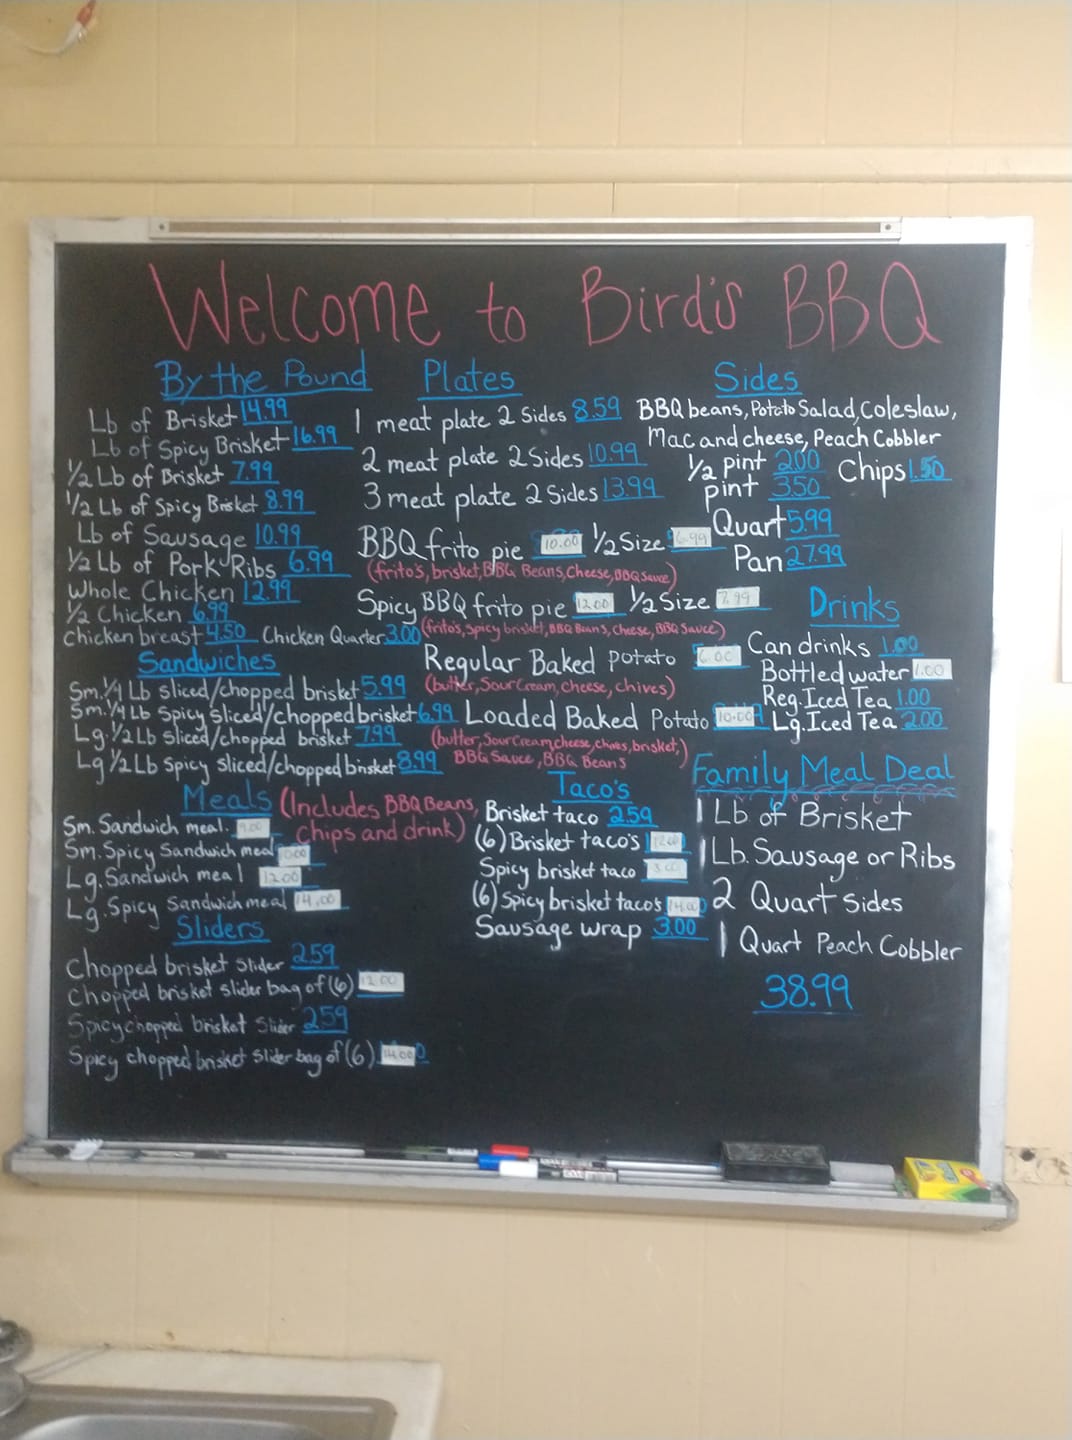 Welcome to Bird's BBQ
By the Pound
Lb of Brisket 14.99
Lb of Spicy Brisket 16.99
1/2 Lb of Brisket 7.99
1/2 Lb of Spicy Brisket 8.99
Lb of Sausage 10.99
1/2 Lb of Pork Ribs 6.99
Whole Chicken 12.99
1/2 Chicken 6.99
Chicken breast 4.50 Chicken Quarter 3.00
Sandwiches
Sm. 1/4 Lb sliced/chopped brisket 5.99
Sm. 1/4 Lb Spicy sliced/chopped brisket 6.99
Lg. 1/2 Lb sliced/chopped brisket 7.99
Lg 1/2 Lb Spicy sliced/chopped brisket 8.99
Meals (Includes BBQ Beans,
chips and drink)
Sm. Sandwich meal. 9.00
Sm. Spicy Sandwich meal 10.00
Lg. Sandwich meal 12.00
Lg. Spicy Sandwich meal 14.00
Sliders
Chopped brisket slider 2.59
Chopped brisket slider bag of (6) 12.00
Spicy chopped brisket slider 2.59
Spicy chopped brisket slider bag of (6) 14.00
Plates
1 meat plate 2 Sides 8.59
2 meat plate 2 Sides 10.99
3 meat plate 2 Sides 13.99
BBQ frito pie 10.00 1/2 Size 6.99
(frito's, brisket, BBQ Beans, Cheese, BBQ Sauce)
Spicy BBQ frito pie 12.00 1/2 Size 7.99
(frito's, spicy brisket, BBQ Beans, cheese, BBQ Sauce)
Regular Baked Potato 6.00
(butter, Sour Cream, cheese, chives)
Loaded Baked Potato 10.00
(butter, Sour Cream, cheese, chives, brisket,
BBQ Sauce, BBQ Beans)
Taco's
Brisket taco 2.59
(6) Brisket taco's 12.00
Spicy brisket taco 3.00
(6) Spicy brisket tacos 14.00
Sausage wrap 3.00
Sides
BBQ beans, Potato Salad, Coleslaw,
Mac and cheese, Peach Cobbler
1/2 pint 2.00 Chips 1.50
pint 3.50
Quart 5.99
Pan 27.99
Drinks
Can drinks 1.00
Bottled water 1.00
Reg. Iced Tea 1.00
Lg. Iced Tea 2.00
Family Meal Deal
1 Lb of Brisket
1 Lb. Sausage or Ribs
2 Quart Sides
1 Quart Peach Cobbler
38.99